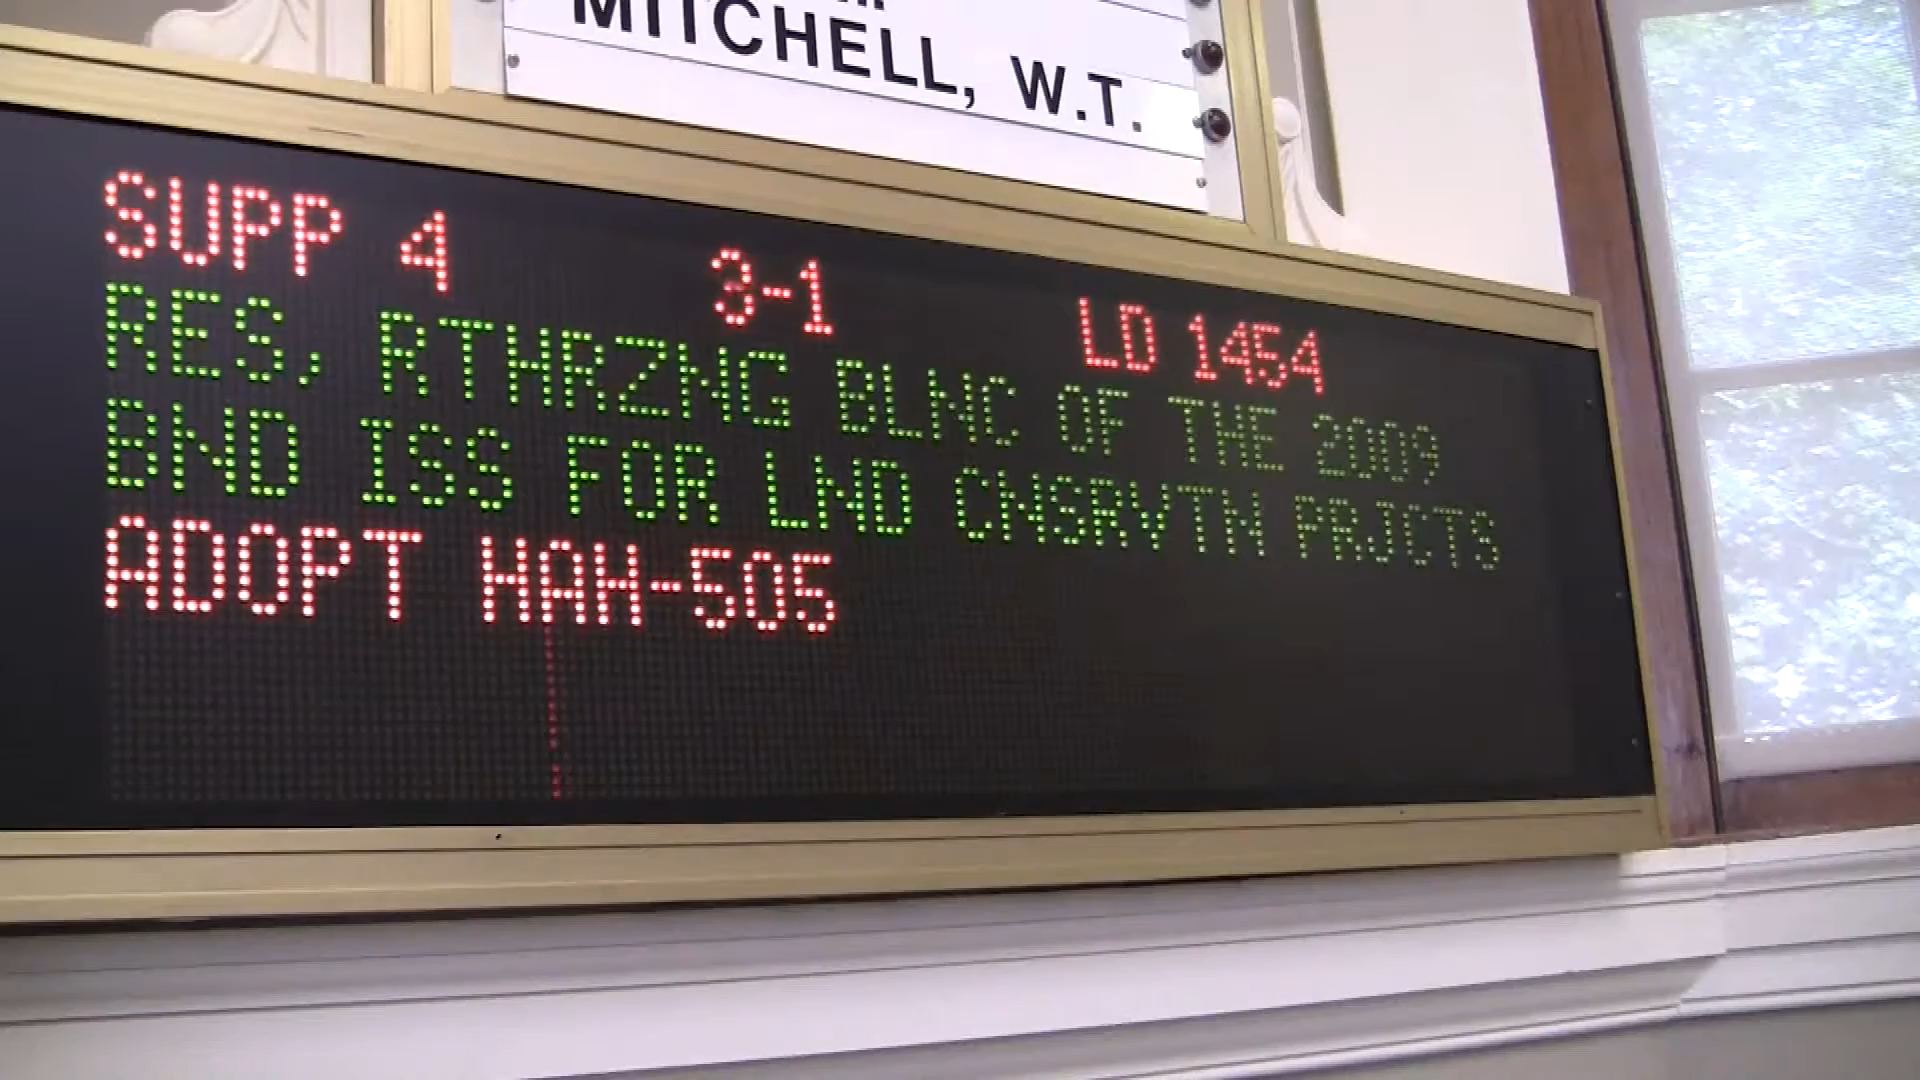 MITCHELL, W.T.
SUPP 4 3-1 LD 1454
RES, RTHRZNG BLNC OF THE 2009
BND ISS FOR LND CNSRVTN PRJCTS
ADOPT HAH-505